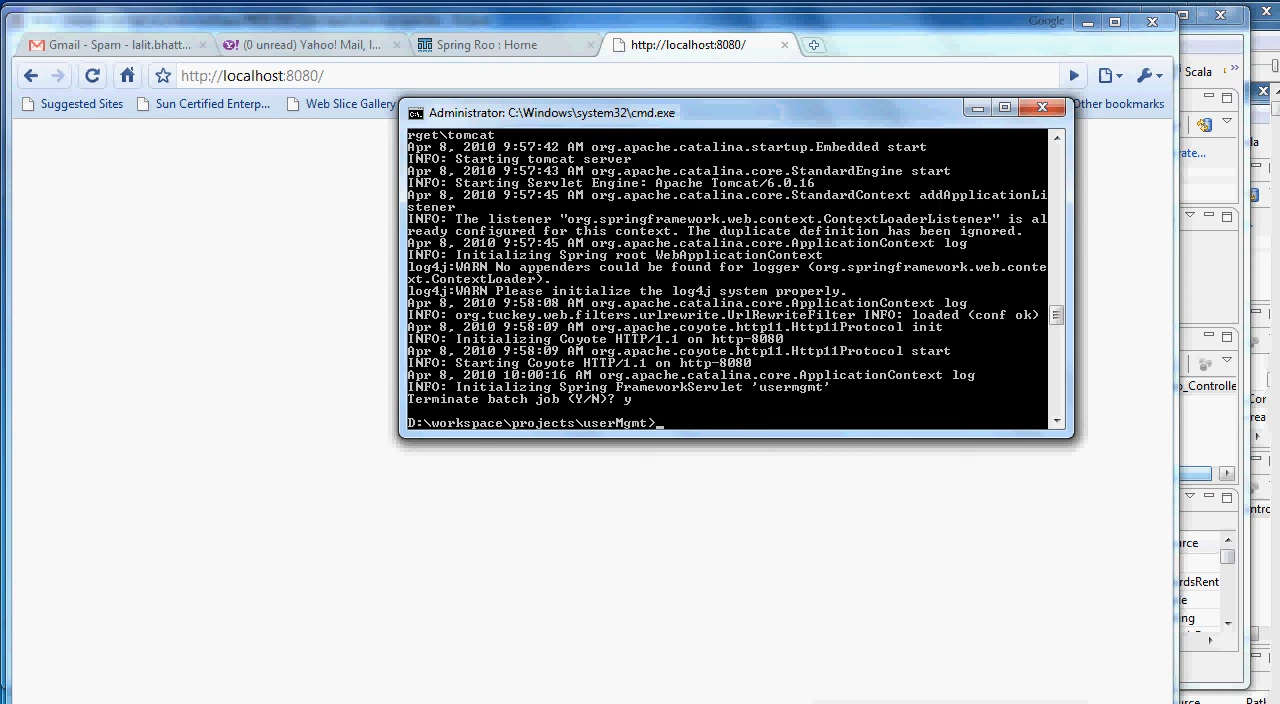 Google
Gmail - Spam - lalit.bhatt...
(0 unread) Yahoo! Mail, l...
Spring Roo : Home
http://localhost:8080/
http://localhost:8080/
Suggested Sites
Sun Certified Enterp...
Web Slice Gallery
Other bookmarks
Scala
Administrator: C:\Windows\system32\cmd.exe
rget\tomcat
Apr 8, 2010 9:57:42 AM org.apache.catalina.startup.Embedded start
INFO: Starting tomcat server
Apr 8, 2010 9:57:43 AM org.apache.catalina.core.StandardEngine start
INFO: Starting Servlet Engine: Apache Tomcat/6.0.16
Apr 8, 2010 9:57:45 AM org.apache.catalina.core.StandardContext addApplicationLi
stener
INFO: The listener "org.springframework.web.context.ContextLoaderListener" is al
ready configured for this context. The duplicate definition has been ignored.
Apr 8, 2010 9:57:45 AM org.apache.catalina.core.ApplicationContext log
INFO: Initializing Spring root WebApplicationContext
log4j:WARN No appenders could be found for logger (org.springframework.web.conte
xt.ContextLoader).
log4j:WARN Please initialize the log4j system properly.
Apr 8, 2010 9:58:08 AM org.apache.catalina.core.ApplicationContext log
INFO: org.tuckey.web.filters.urlrewrite.UrlRewriteFilter INFO: loaded (conf ok)
Apr 8, 2010 9:58:09 AM org.apache.coyote.http11.Http11Protocol init
INFO: Initializing Coyote HTTP/1.1 on http-8080
Apr 8, 2010 9:58:09 AM org.apache.coyote.http11.Http11Protocol start
INFO: Starting Coyote HTTP/1.1 on http-8080
Apr 8, 2010 10:00:16 AM org.apache.catalina.core.ApplicationContext log
INFO: Initializing Spring FrameworkServlet 'usermgmt'
Terminate batch job (Y/N)? y
D:\workspace\projects\userMgmt>_
ate...
o_Controlle
Cor
rea
ntro
urce
rdsRent
e
ng
urce
Path